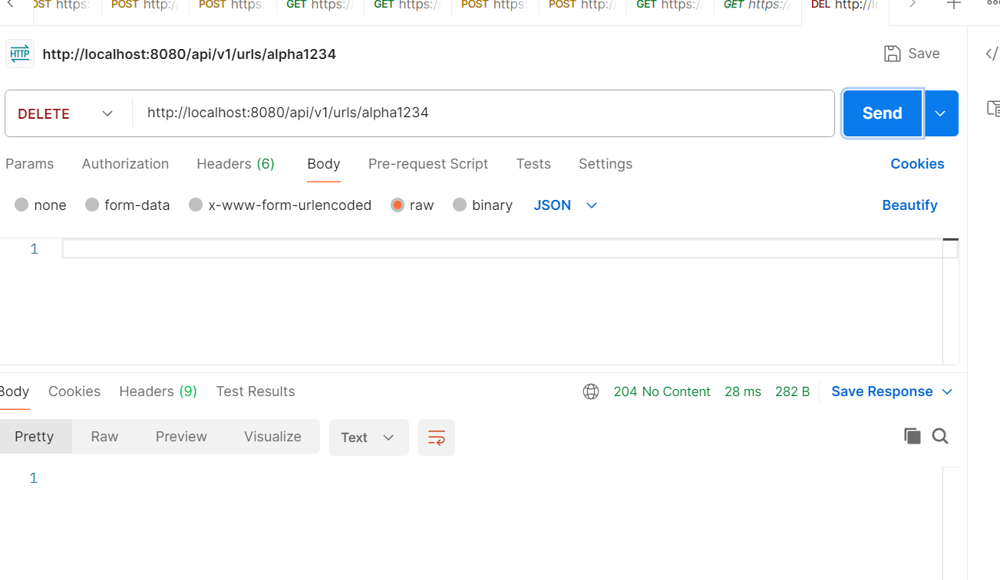 OST https: POST http:/ POST https: GET https:/ GET https:/ POST https: POST http:/ GET https:/ GET https:/ DEL http://lo
HTTP http://localhost:8080/api/v1/urls/alpha1234 Save
DELETE http://localhost:8080/api/v1/urls/alpha1234 Send
Params Authorization Headers (6) Body Pre-request Script Tests Settings Cookies
none form-data x-www-form-urlencoded raw binary JSON Beautify
1
Body Cookies Headers (9) Test Results 204 No Content 28 ms 282 B Save Response
Pretty Raw Preview Visualize Text
1